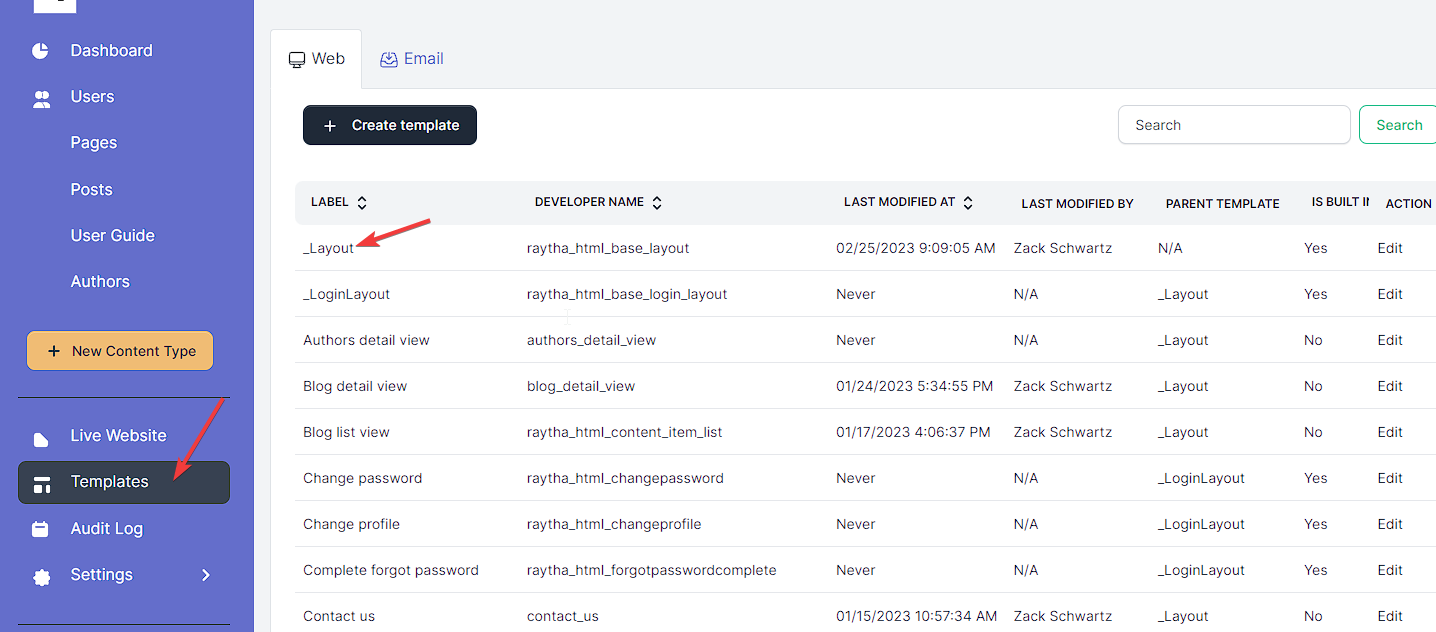 Dashboard
Users
Pages
Posts
User Guide
Authors
+ New Content Type
Live Website
Templates
Audit Log
Settings
Web Email
+ Create template Search Search
LABEL DEVELOPER NAME LAST MODIFIED AT LAST MODIFIED BY PARENT TEMPLATE IS BUILT ACTION
_Layout raytha_html_base_layout 02/25/2023 9:09:05 AM Zack Schwartz N/A Yes Edit
_LoginLayout raytha_html_base_login_layout Never N/A _Layout Yes Edit
Authors detail view authors_detail_view Never N/A _Layout No Edit
Blog detail view blog_detail_view 01/24/2023 5:34:55 PM Zack Schwartz _Layout No Edit
Blog list view raytha_html_content_item_list 01/17/2023 4:06:37 PM Zack Schwartz _Layout No Edit
Change password raytha_html_changepassword Never N/A _LoginLayout Yes Edit
Change profile raytha_html_changeprofile Never N/A _LoginLayout Yes Edit
Complete forgot password raytha_html_forgotpasswordcomplete Never N/A _LoginLayout Yes Edit
Contact us contact_us 01/15/2023 10:57:34 AM Zack Schwartz _Layout No Edit